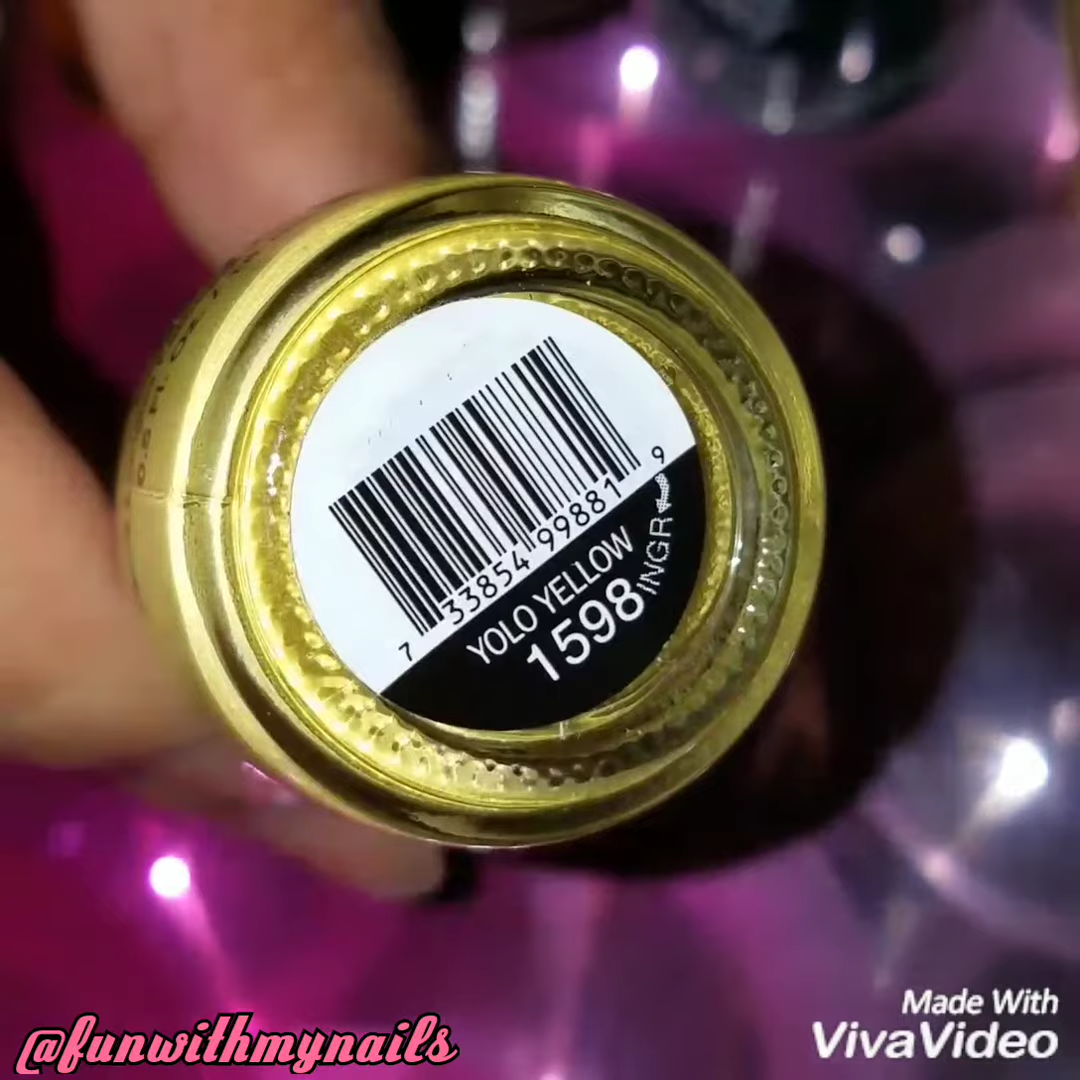 7 33854 99881 9
YOLO YELLOW
1598
INGR
@funwithmynails
Made With
VivaVideo